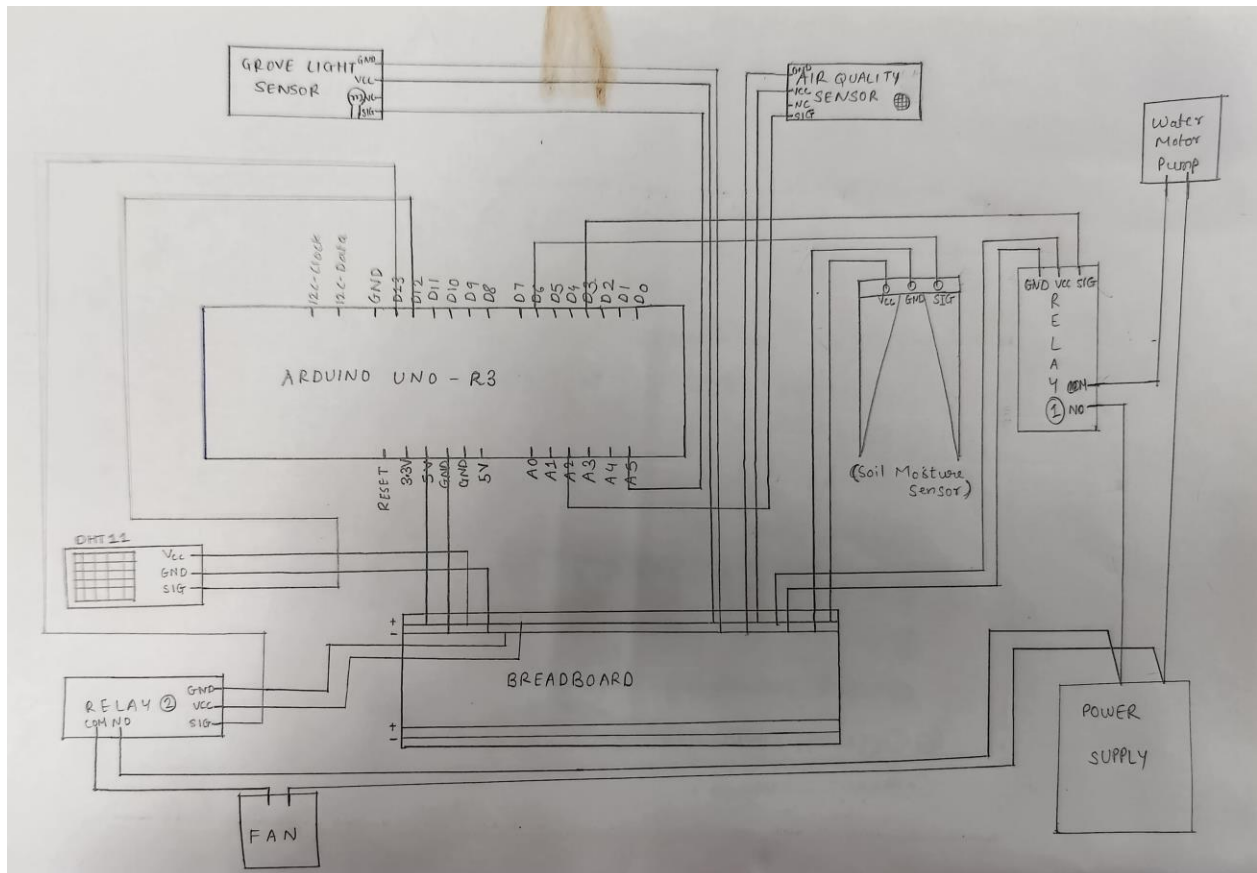 GROVE LIGHT
SENSOR
GND
VCC
NC
SIG
GND
VCC
NC
SIG
AIR QUALITY
SENSOR
Water
Motor
Pump
I2C-Clock
I2C-Data
GND
D13
D12
D11
D10
D9
D8
D7
D6
D5
D4
D3
D2
D1
D0
ARDUINO UNO - R3
RESET
3.3V
5V
GND
GND
5V
A0
A1
A2
A3
A4
A5
VCC GND SIG
(Soil Moisture
Sensor)
GND VCC SIG
RELAY
1
NO
DHT11
VCC
GND
SIG
+
-
BREADBOARD
+
-
RELAY 2
COM NO
GND
VCC
SIG
FAN
POWER
SUPPLY